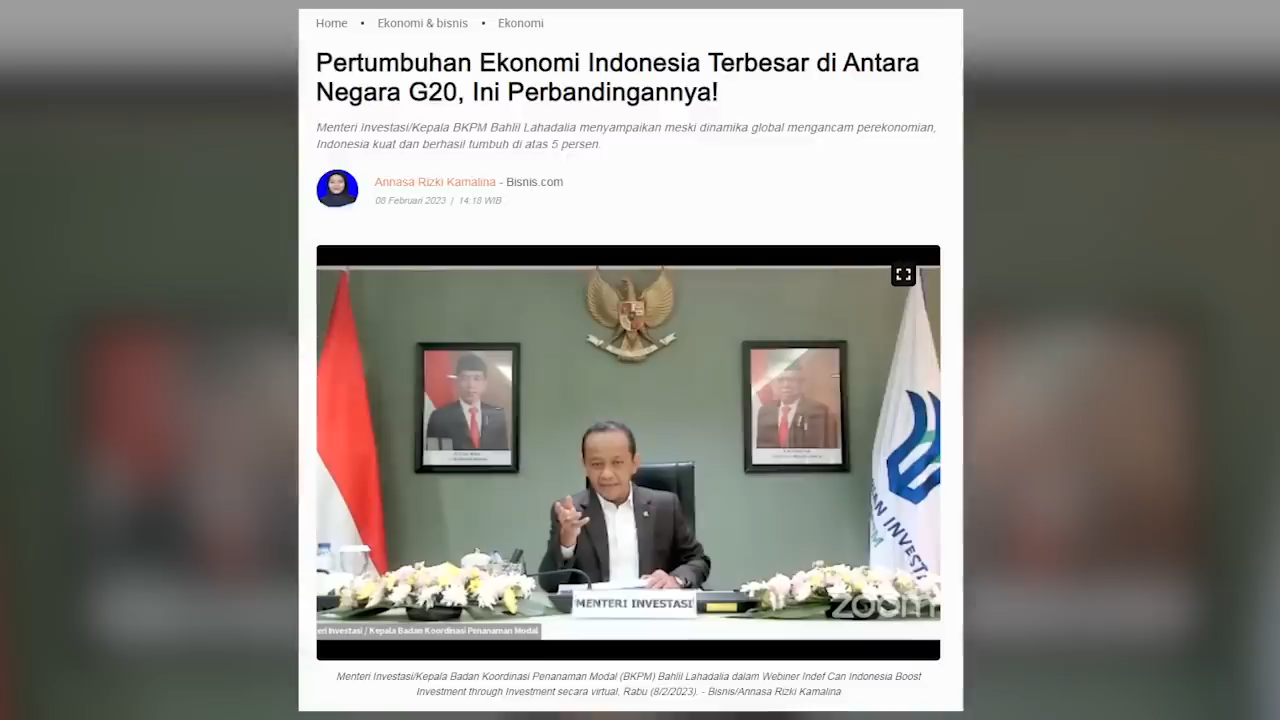 Home • Ekonomi & bisnis • Ekonomi
Pertumbuhan Ekonomi Indonesia Terbesar di Antara
Negara G20, Ini Perbandingannya!
Menteri Investasi/Kepala BKPM Bahlil Lahadalia menyampaikan meski dinamika global mengancam perekonomian,
Indonesia kuat dan berhasil tumbuh di atas 5 persen.
Annasa Rizki Kamalina - Bisnis.com
08 Februari 2023 | 14:18 WIB
INVEST
MENTERI INVESTASI
zoom
Investasi / Kepala Badan Koordinasi Penanaman Modal
Menteri Investasi/Kepala Badan Koordinasi Penanaman Modal (BKPM) Bahlil Lahadalia dalam Webiner Indef Can Indonesia Boost
Investment through Investment secara virtual, Rabu (8/2/2023). - Bisnis/Annasa Rizki Kamalina